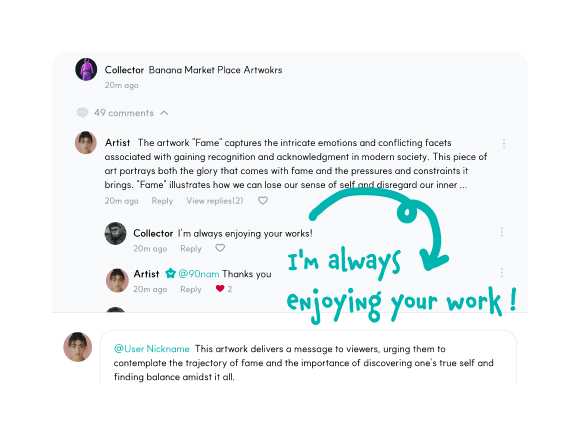 Collector Banana Market Place Artwokrs
20m ago
49 comments
Artist The artwork "Fame" captures the intricate emotions and conflicting facets
associated with gaining recognition and acknowledgment in modern society. This piece of
art portrays both the glory that comes with fame and the pressures and constraints it
brings. "Fame" illustrates how we can lose our sense of self and disregard our inner ...
20m ago Reply View replies(2)
Collector I'm always enjoying your works!
20m ago Reply
I'm always
enjoying your work !
Artist @90nam Thanks you
20m ago Reply 2
@User Nickname This artwork delivers a message to viewers, urging them to
contemplate the trajectory of fame and the importance of discovering one's true self and
finding balance amidst it all.